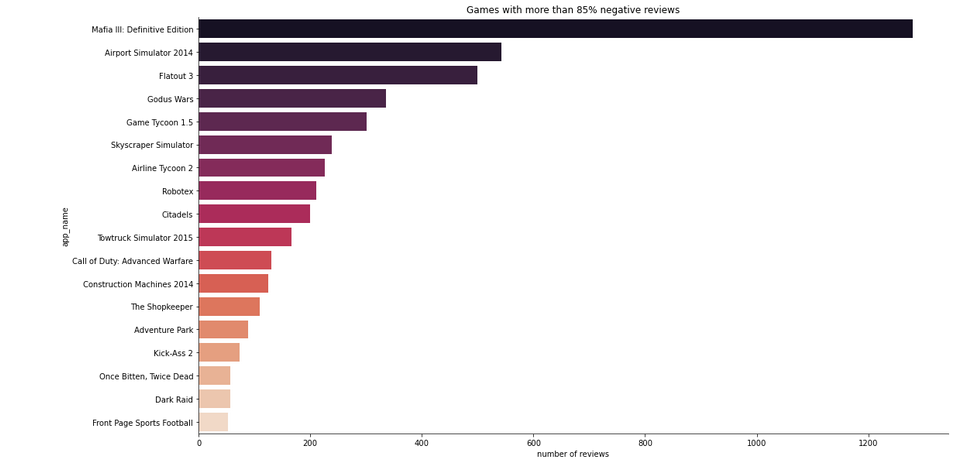 Games with more than 85% negative reviews
app_name
Mafia III: Definitive Edition
Airport Simulator 2014
Flatout 3
Godus Wars
Game Tycoon 1.5
Skyscraper Simulator
Airline Tycoon 2
Robotex
Citadels
Towtruck Simulator 2015
Call of Duty: Advanced Warfare
Construction Machines 2014
The Shopkeeper
Adventure Park
Kick-Ass 2
Once Bitten, Twice Dead
Dark Raid
Front Page Sports Football
0 200 400 600 800 1000 1200
number of reviews